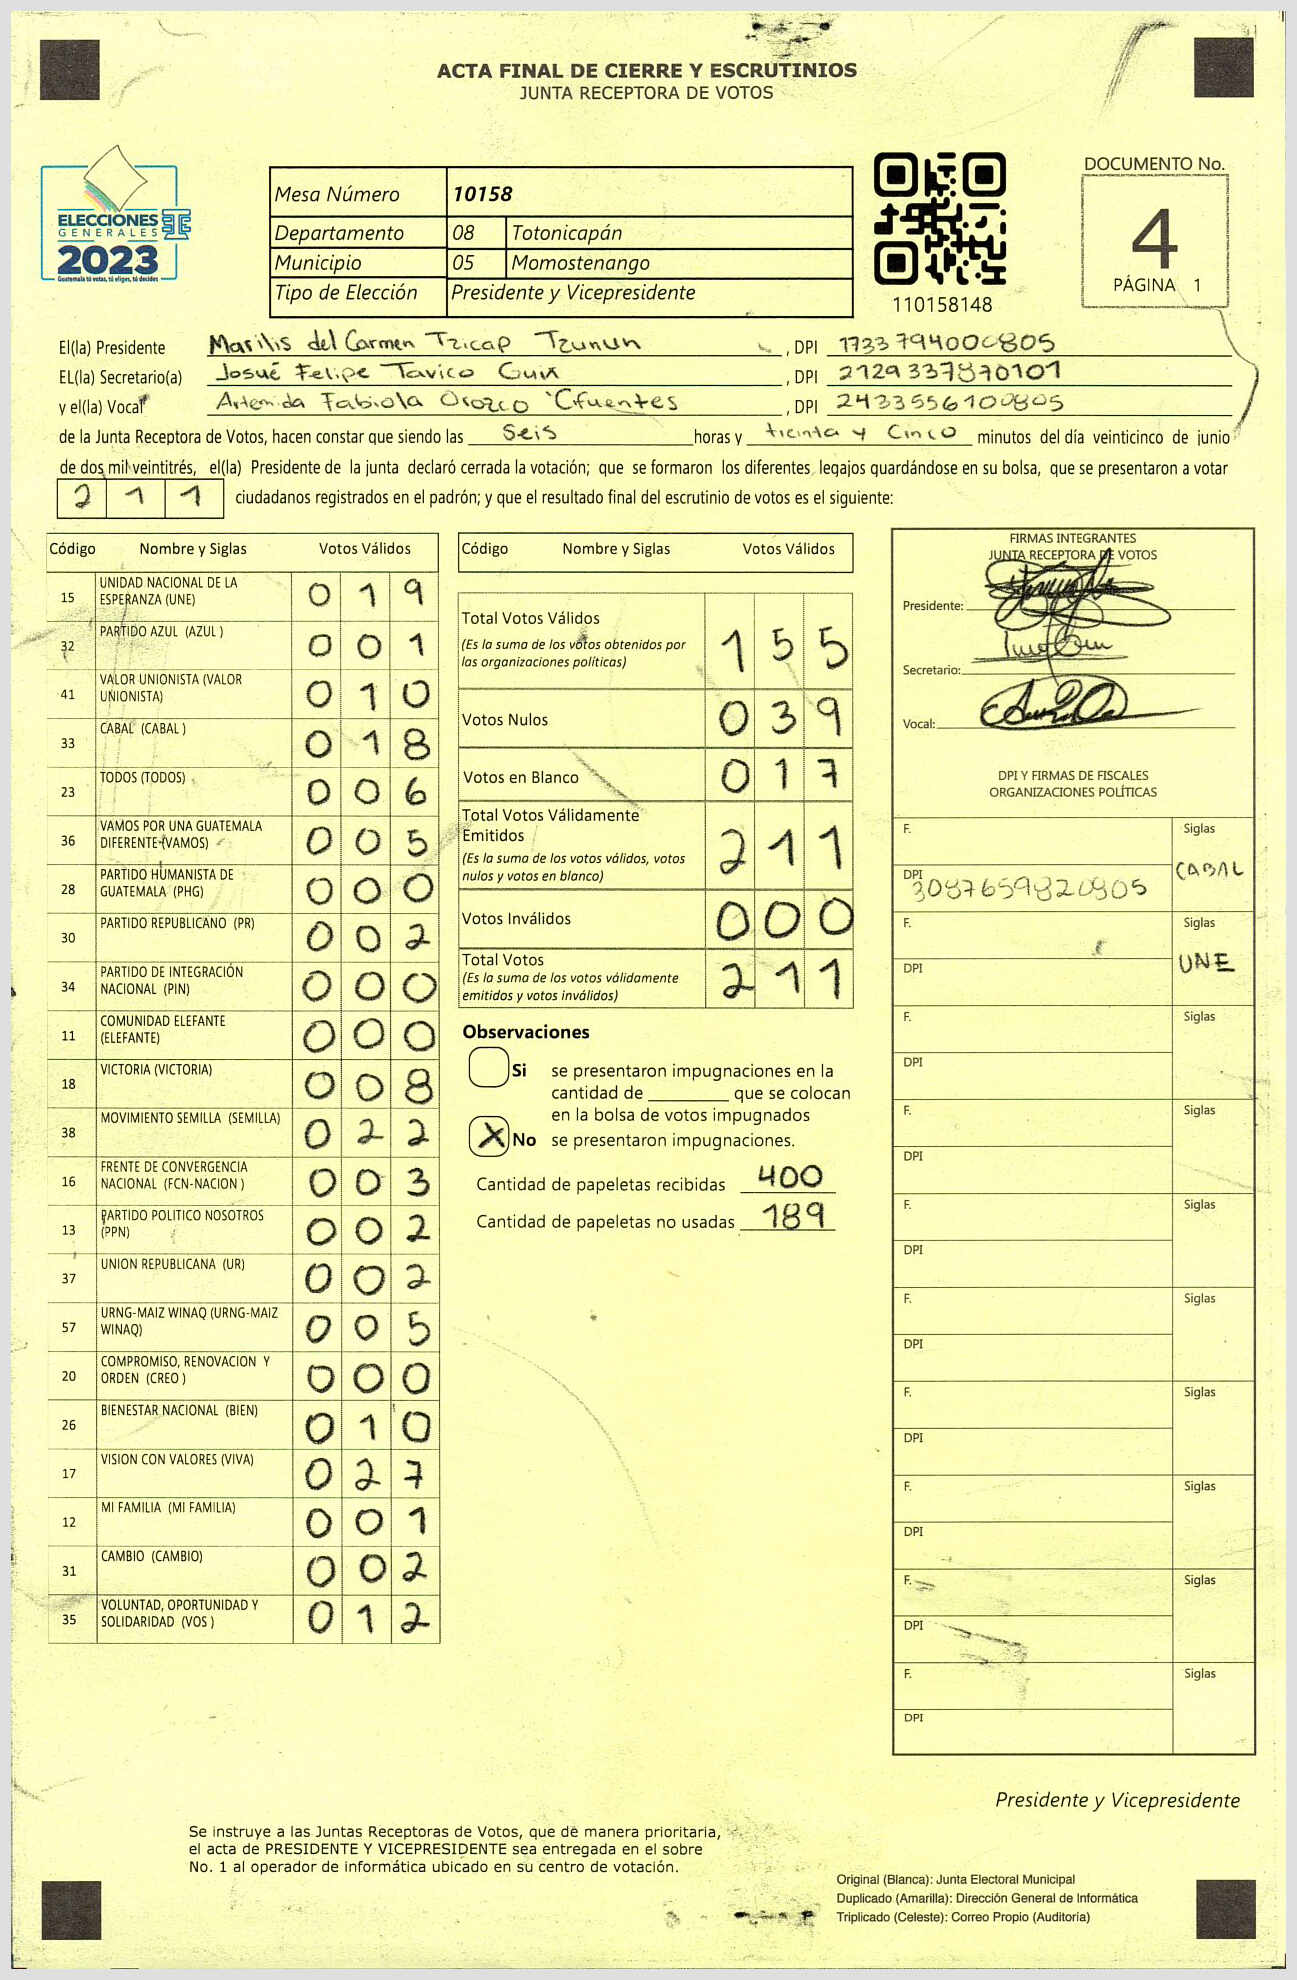 ACTA FINAL DE CIERRE Y ESCRUTINIOS
JUNTA RECEPTORA DE VOTOS
ELECCIONES
GENERALES
2023
Guatemala tú votas, tú eliges, tú decides
Mesa Número 10158
Departamento 08 Totonicapán
Municipio 05 Momostenango
Tipo de Elección Presidente y Vicepresidente
110158148
DOCUMENTO No.
4
PÁGINA 1
El(la) Presidente Marilis del Carmen Tzicap Tzunun , DPI 1733794000805
EL(la) Secretario(a) Josué Felipe Tavico Guix , DPI 2129337870101
y el(la) Vocal Artemida Fabiola Orozco Cifuentes , DPI 2433556100805
de la Junta Receptora de Votos, hacen constar que siendo las Seis horas y treinta y Cinco minutos del día veinticinco de junio
de dos mil veintitrés, el(la) Presidente de la junta declaró cerrada la votación; que se formaron los diferentes legajos quardándose en su bolsa, que se presentaron a votar
2 1 1 ciudadanos registrados en el padrón; y que el resultado final del escrutinio de votos es el siguiente:
Código Nombre y Siglas Votos Válidos
15 UNIDAD NACIONAL DE LA ESPERANZA (UNE) 0 1 9
32 PARTIDO AZUL (AZUL ) 0 0 1
41 VALOR UNIONISTA (VALOR UNIONISTA) 0 1 0
33 CABAL (CABAL ) 0 1 8
23 TODOS (TODOS) 0 0 6
36 VAMOS POR UNA GUATEMALA DIFERENTE (VAMOS) 0 0 5
28 PARTIDO HUMANISTA DE GUATEMALA (PHG) 0 0 0
30 PARTIDO REPUBLICANO (PR) 0 0 2
34 PARTIDO DE INTEGRACIÓN NACIONAL (PIN) 0 0 0
11 COMUNIDAD ELEFANTE (ELEFANTE) 0 0 0
18 VICTORIA (VICTORIA) 0 0 8
38 MOVIMIENTO SEMILLA (SEMILLA) 0 2 2
16 FRENTE DE CONVERGENCIA NACIONAL (FCN-NACION ) 0 0 3
13 PARTIDO POLITICO NOSOTROS (PPN) 0 0 2
37 UNION REPUBLICANA (UR) 0 0 2
57 URNG-MAIZ WINAQ (URNG-MAIZ WINAQ) 0 0 5
20 COMPROMISO, RENOVACION Y ORDEN (CREO ) 0 0 0
26 BIENESTAR NACIONAL (BIEN) 0 1 0
17 VISION CON VALORES (VIVA) 0 2 7
12 MI FAMILIA (MI FAMILIA) 0 0 1
31 CAMBIO (CAMBIO) 0 0 2
35 VOLUNTAD, OPORTUNIDAD Y SOLIDARIDAD (VOS ) 0 1 2
Código Nombre y Siglas Votos Válidos
Total Votos Válidos 1 5 5
(Es la suma de los votos obtenidos por
las organizaciones políticas)
Votos Nulos 0 3 9
Votos en Blanco 0 1 7
Total Votos Válidamente
Emitidos 2 1 1
(Es la suma de los votos válidos, votos
nulos y votos en blanco)
Votos Inválidos 0 0 0
Total Votos 2 1 1
(Es la suma de los votos válidamente
emitidos y votos inválidos)
Observaciones
Si se presentaron impugnaciones en la
cantidad de ________ que se colocan
en la bolsa de votos impugnados
X No se presentaron impugnaciones.
Cantidad de papeletas recibidas 400
Cantidad de papeletas no usadas 189
FIRMAS INTEGRANTES
JUNTA RECEPTORA DE VOTOS
Presidente:
Secretario:
Vocal:
DPI Y FIRMAS DE FISCALES
ORGANIZACIONES POLÍTICAS
F. Siglas
CABAL
DPI 3087659820805
F. Siglas
DPI UNE
F. Siglas
DPI
F. Siglas
DPI
F. Siglas
DPI
F. Siglas
DPI
F. Siglas
DPI
F. Siglas
DPI
F. Siglas
DPI
F. Siglas
DPI
Presidente y Vicepresidente
Se instruye a las Juntas Receptoras de Votos, que de manera prioritaria,
el acta de PRESIDENTE Y VICEPRESIDENTE sea entregada en el sobre
No. 1 al operador de informática ubicado en su centro de votación.
Original (Blanca): Junta Electoral Municipal
Duplicado (Amarilla): Dirección General de Informática
Triplicado (Celeste): Correo Propio (Auditoría)